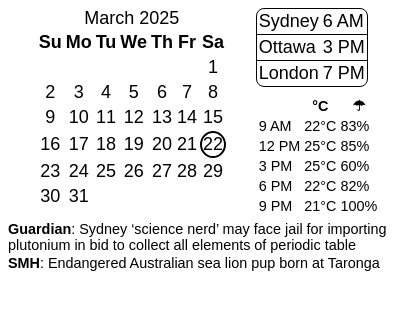 March 2025
Su Mo Tu We Th Fr Sa
1
2 3 4 5 6 7 8
9 10 11 12 13 14 15
16 17 18 19 20 21 22
23 24 25 26 27 28 29
30 31
Sydney 6 AM
Ottawa 3 PM
London 7 PM
°C ☂
9 AM 22°C 83%
12 PM 25°C 85%
3 PM 25°C 60%
6 PM 22°C 82%
9 PM 21°C 100%
Guardian: Sydney ‘science nerd’ may face jail for importing
plutonium in bid to collect all elements of periodic table
SMH: Endangered Australian sea lion pup born at Taronga